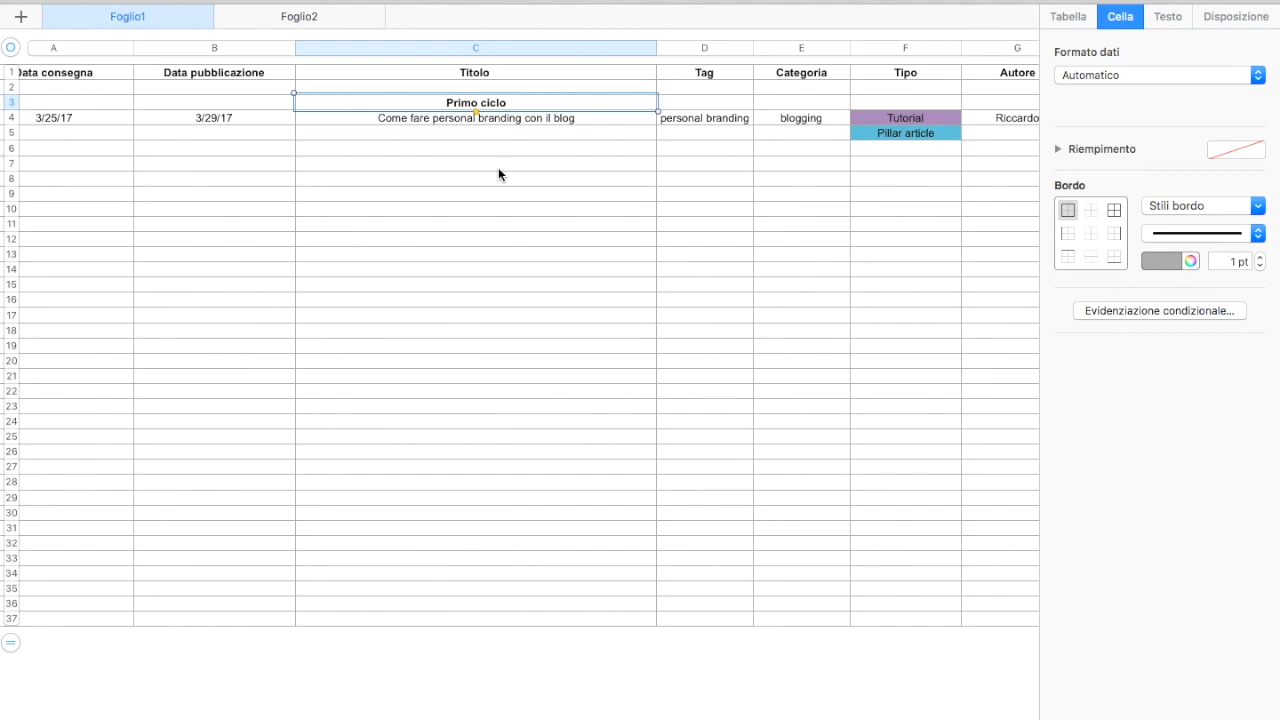 Foglio1 Foglio2 Tabella Cella Testo Disposizione
A B C D E F G
Formato dati
Automatico
1 Data consegna Data pubblicazione Titolo Tag Categoria Tipo Autore
2
3 Primo ciclo
4 3/25/17 3/29/17 Come fare personal branding con il blog personal branding blogging Tutorial Riccardo
5 Pillar article
6
7
8
9
10
11
12
13
14
15
16
17
18
19
20
21
22
23
24
25
26
27
28
29
30
31
32
33
34
35
36
37
Riempimento
Bordo
Stili bordo
1 pt
Evidenziazione condizionale...